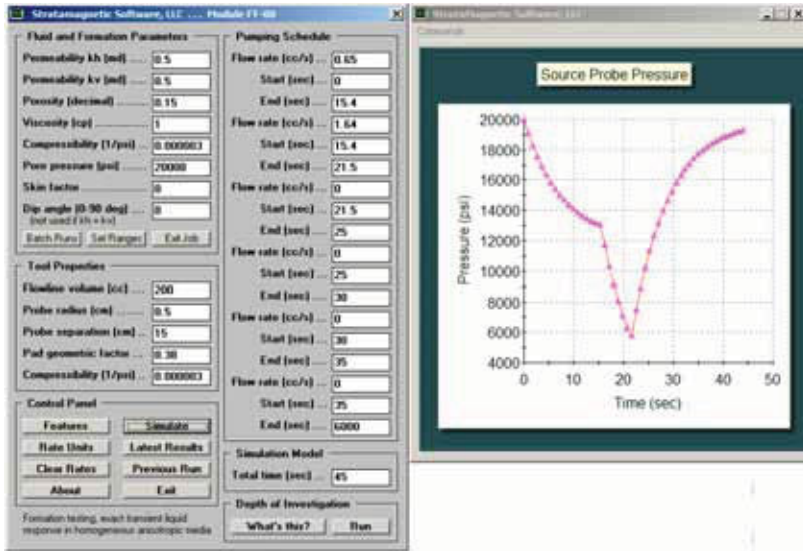 Stratamagnetic Software, LLC ... Module FT-00
Fluid and Formation Parameters
Permeability kh (md) .... 0.5
Permeability kv (md) .... 0.5
Porosity (decimal) ........ 0.15
Viscosity (cp) ............... 1
Compressibility (1/psi) .. 0.000003
Pore pressure (psi) ....... 20000
Skin factor .................. 0
Dip angle (0-90 deg) ... 0
(not used if kh = kv)
Batch Runs
Set Ranges
Exit Job
Tool Properties
Flowline volume (cc) .... 200
Probe radius (cm) ........ 0.5
Probe separation (cm) ... 15
Pad geometric factor .... 0.30
Compressibility (1/psi) .. 0.000003
Control Panel
Features
Simulate
Rate Units
Latest Results
Clear Rates
Previous Run
About
Exit
Formation testing, exact transient liquid
response in homogeneous anisotropic media
Pumping Schedule
Flow rate (cc/s) ... 0.65
Start (sec) .... 0
End (sec) .... 15.4
Flow rate (cc/s) ... 1.64
Start (sec) .... 15.4
End (sec) .... 21.5
Flow rate (cc/s) ... 0
Start (sec) .... 21.5
End (sec) .... 25
Flow rate (cc/s) ... 0
Start (sec) .... 25
End (sec) .... 30
Flow rate (cc/s) ... 0
Start (sec) .... 30
End (sec) .... 35
Flow rate (cc/s) ... 0
Start (sec) .... 35
End (sec) .... 6000
Simulation Model
Total time (sec) ... 45
Depth of Investigation
What's this?
Run
Stratamagnetic Software, LLC
Commands
Source Probe Pressure
Pressure (psi)
20000
18000
16000
14000
12000
10000
8000
6000
4000
0 10 20 30 40 50
Time (sec)